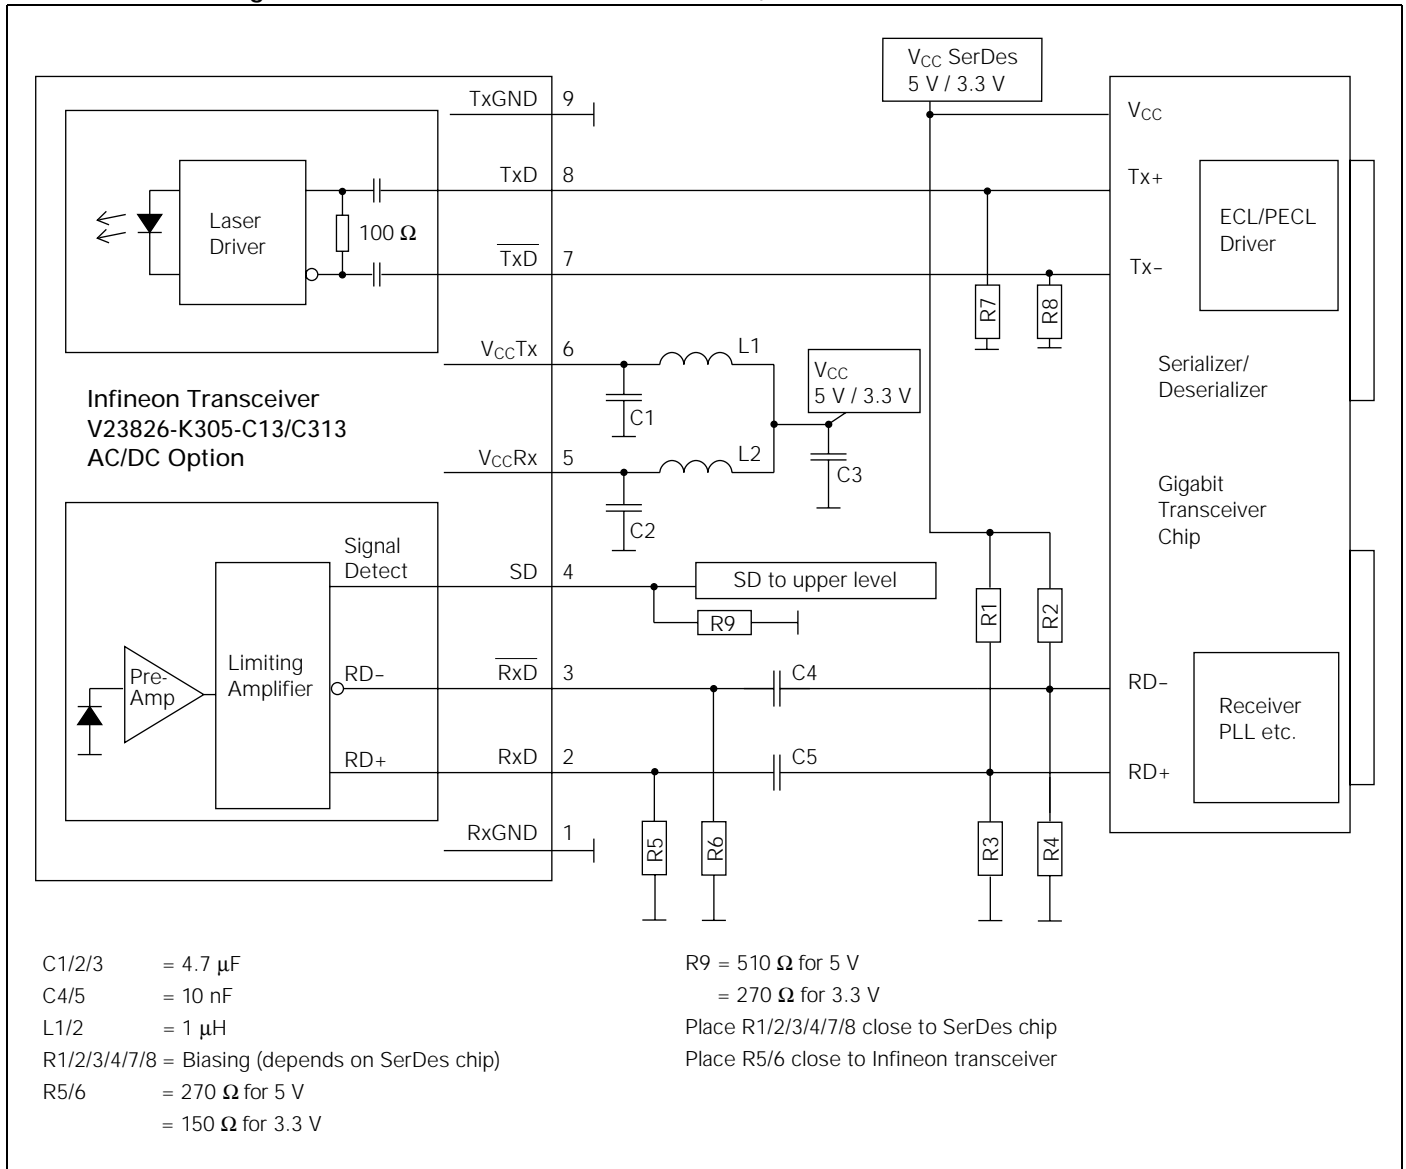 V_CC SerDes
5 V / 3.3 V
TxGND 9
V_CC
TxD 8
Tx+
Laser
Driver
100 Ω
ECL/PECL
Driver
T̅x̅D̅ 7
Tx–
R7
R8
V_CCTx 6
L1
V_CC
5 V / 3.3 V
C1
Serializer/
Deserializer
Infineon Transceiver
V23826-K305-C13/C313
AC/DC Option
V_CCRx 5
L2
C3
C2
Gigabit
Transceiver
Chip
Signal
Detect
SD 4
SD to upper level
R9
R1
R2
Pre-
Amp
Limiting
Amplifier
RD–
R̅x̅D̅ 3
C4
RD–
Receiver
PLL etc.
RD+
RxD 2
C5
RD+
RxGND 1
R5
R6
R3
R4
C1/2/3 = 4.7 μF
C4/5 = 10 nF
L1/2 = 1 μH
R1/2/3/4/7/8 = Biasing (depends on SerDes chip)
R5/6 = 270 Ω for 5 V
= 150 Ω for 3.3 V
R9 = 510 Ω for 5 V
= 270 Ω for 3.3 V
Place R1/2/3/4/7/8 close to SerDes chip
Place R5/6 close to Infineon transceiver